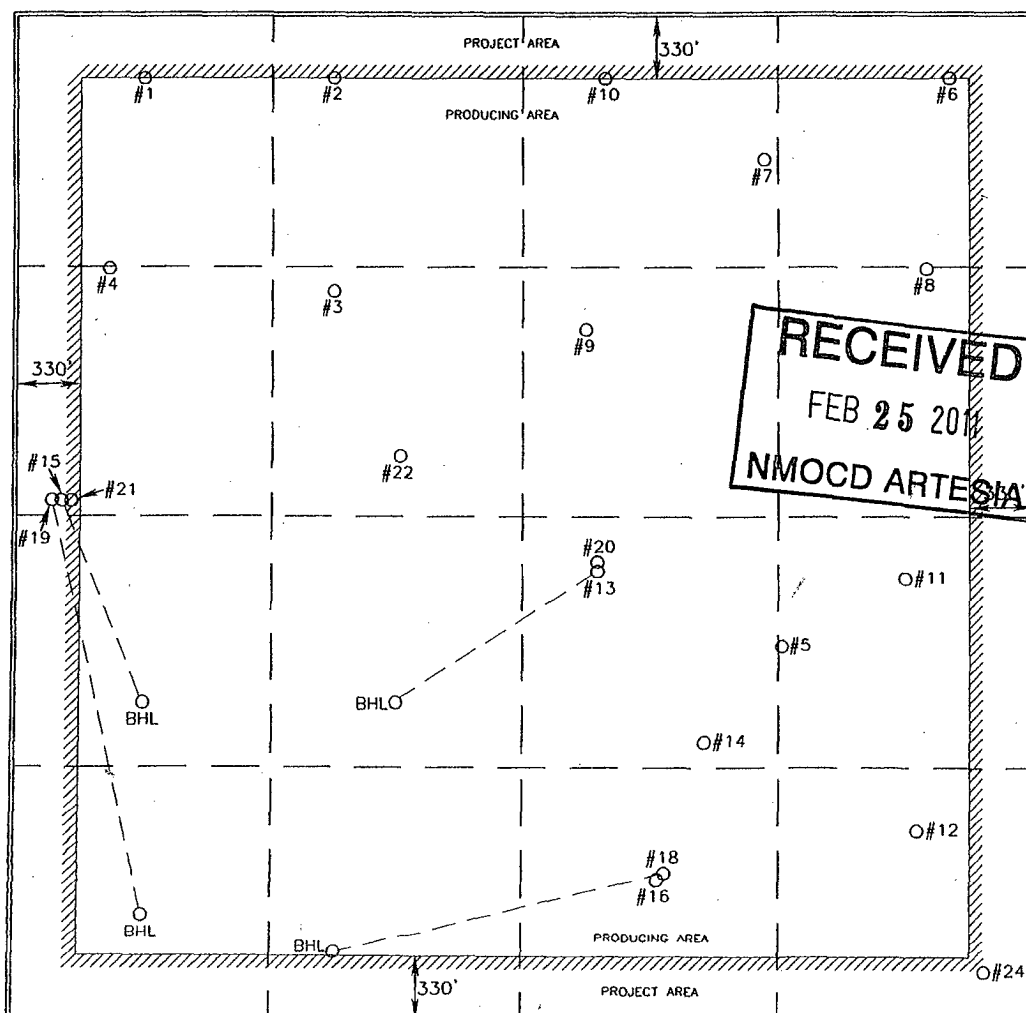 PROJECT AREA
330'
#1
#2
#10
#6
PRODUCING AREA
#7
#4
#3
#8
#9
RECEIVED
330'
FEB 25 201
#15
#22
#21
NMOCD ARTESIA
#19
#20
#13
#11
#5
BHL
BHL
#14
#12
#18
#16
BHL
BHL
PRODUCING AREA
330'
PROJECT AREA
#24